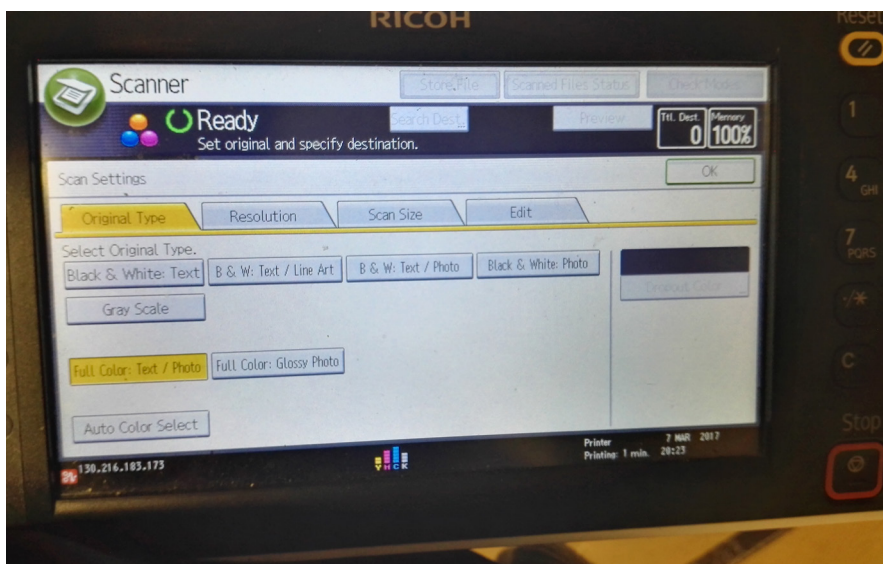 RICOH
Reset
Scanner
Store File
Scanned Files Status
Check Modes
Ready
Search Dest.
Preview
Ttl. Dest.
0
Memory
100%
Set original and specify destination.
Scan Settings
OK
Original Type
Resolution
Scan Size
Edit
Select Original Type.
Black & White: Text
B & W: Text / Line Art
B & W: Text / Photo
Black & White: Photo
Dropout Color
Gray Scale
Full Color: Text / Photo
Full Color: Glossy Photo
Auto Color Select
130.216.183.173
Y M C K
Printer
Printing: 1 min.
7 MAR 2017
20:23
1
4 GHI
7 PQRS
·/*
C
Stop